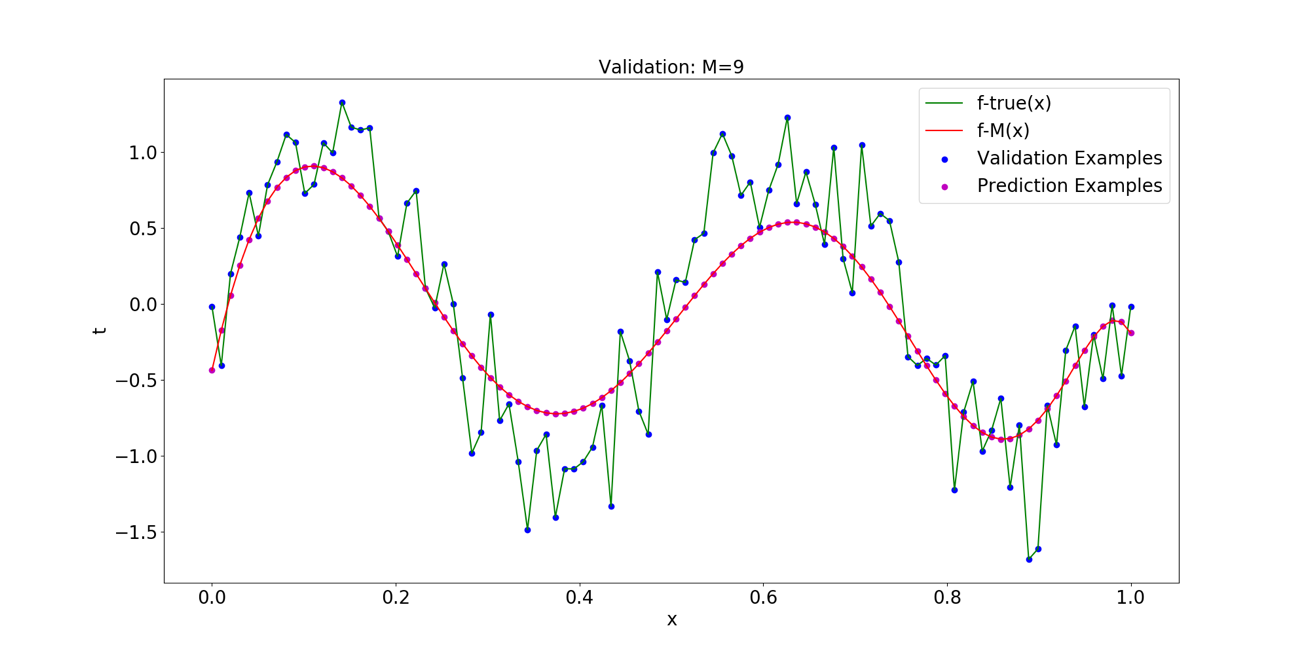 Validation: M=9
f-true(x)
f-M(x)
Validation Examples
Prediction Examples
1.0
0.5
0.0
−0.5
−1.0
−1.5
t
0.0 0.2 0.4 0.6 0.8 1.0
x